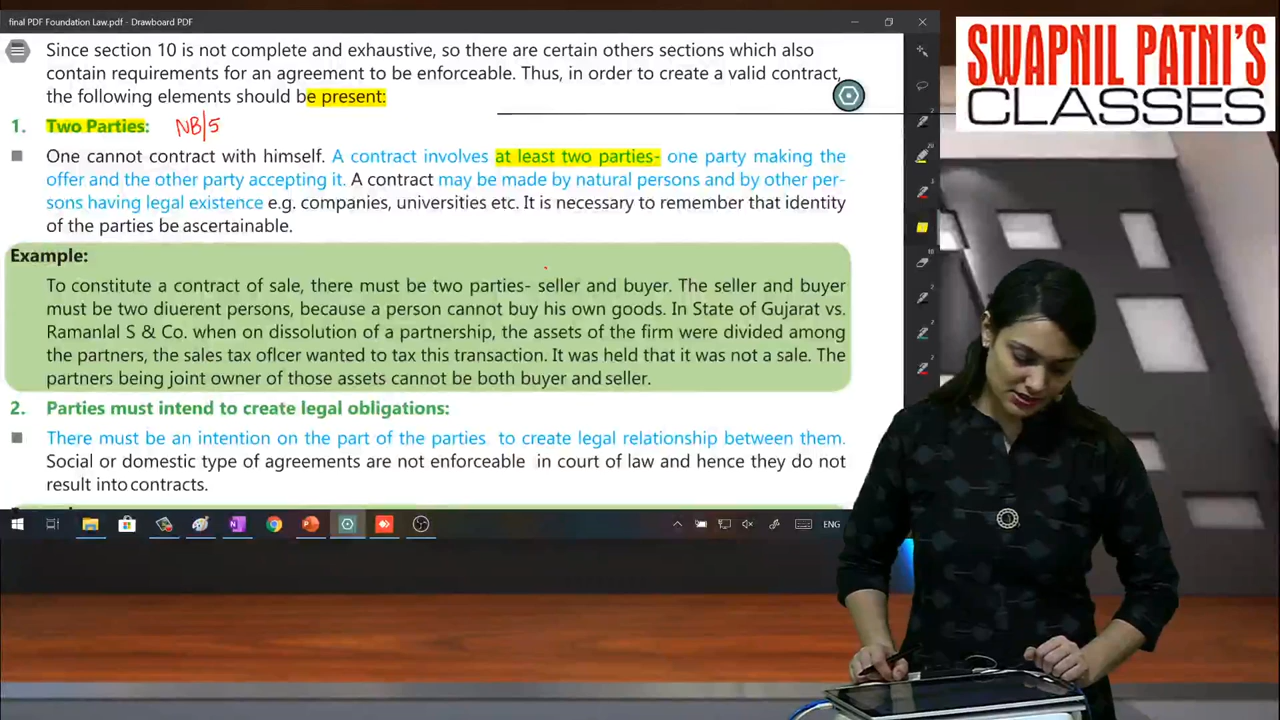 final PDF Foundation Law.pdf - Drawboard PDF
SWAPNIL PATNI'S
CLASSES
Since section 10 is not complete and exhaustive, so there are certain others sections which also
contain requirements for an agreement to be enforceable. Thus, in order to create a valid contract,
the following elements should be present:
1. Two Parties: NB/5
One cannot contract with himself. A contract involves at least two parties- one party making the
offer and the other party accepting it. A contract may be made by natural persons and by other per-
sons having legal existence e.g. companies, universities etc. It is necessary to remember that identity
of the parties be ascertainable.
Example:
To constitute a contract of sale, there must be two parties- seller and buyer. The seller and buyer
must be two diuerent persons, because a person cannot buy his own goods. In State of Gujarat vs.
Ramanlal S & Co. when on dissolution of a partnership, the assets of the firm were divided among
the partners, the sales tax oflcer wanted to tax this transaction. It was held that it was not a sale. The
partners being joint owner of those assets cannot be both buyer and seller.
2. Parties must intend to create legal obligations:
There must be an intention on the part of the parties to create legal relationship between them.
Social or domestic type of agreements are not enforceable in court of law and hence they do not
result into contracts.
ENG